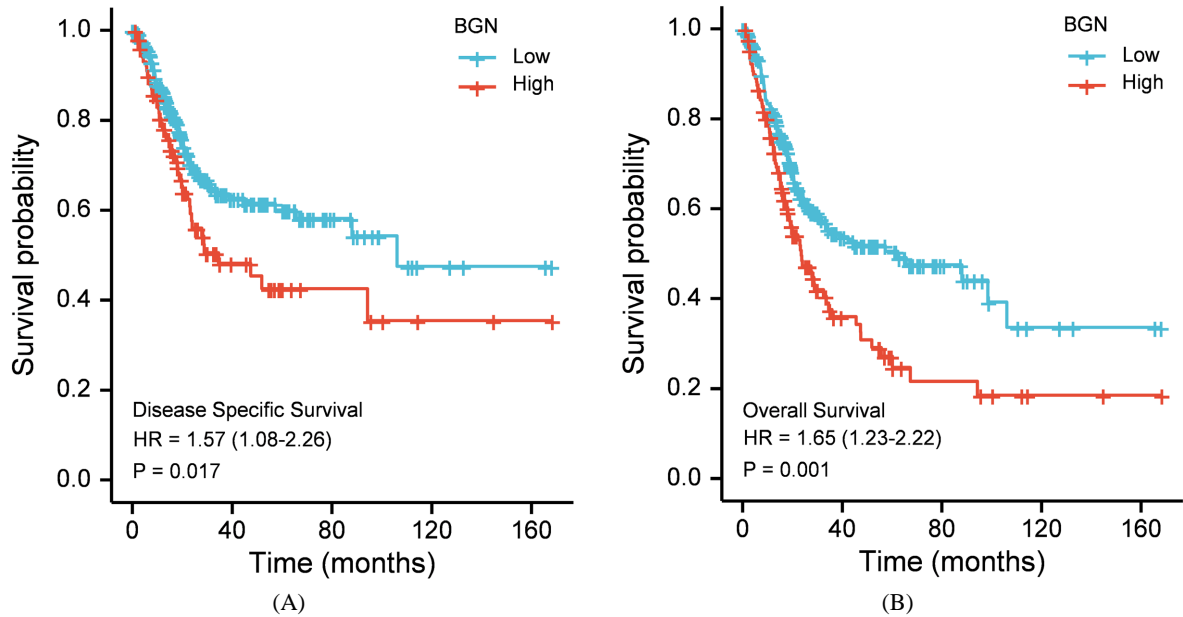 BGN
Low
High
1.0
0.8
0.6
0.4
0.2
0.0
Survival probability
Disease Specific Survival
HR = 1.57 (1.08-2.26)
P = 0.017
0 40 80 120 160
Time (months)
(A)
BGN
Low
High
1.0
0.8
0.6
0.4
0.2
0.0
Survival probability
Overall Survival
HR = 1.65 (1.23-2.22)
P = 0.001
0 40 80 120 160
Time (months)
(B)